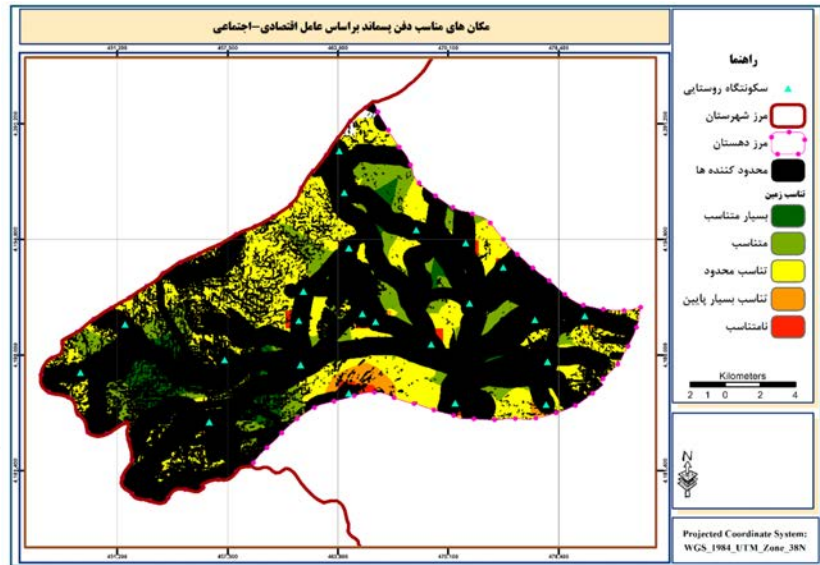 مکان های مناسب دفن پسماند براساس عامل اقتصادی-اجتماعی
راهنما
سکونتگاه روستایی
مرز شهرستان
مرز دهستان
محدود کننده ها
تناسب زمین
بسیار متناسب
متناسب
تناسب محدود
تناسب بسیار پایین
نامتناسب
Kilometers
2 1 0 2 4
N
Projected Coordinate System:
WGS_1984_UTM_Zone_38N